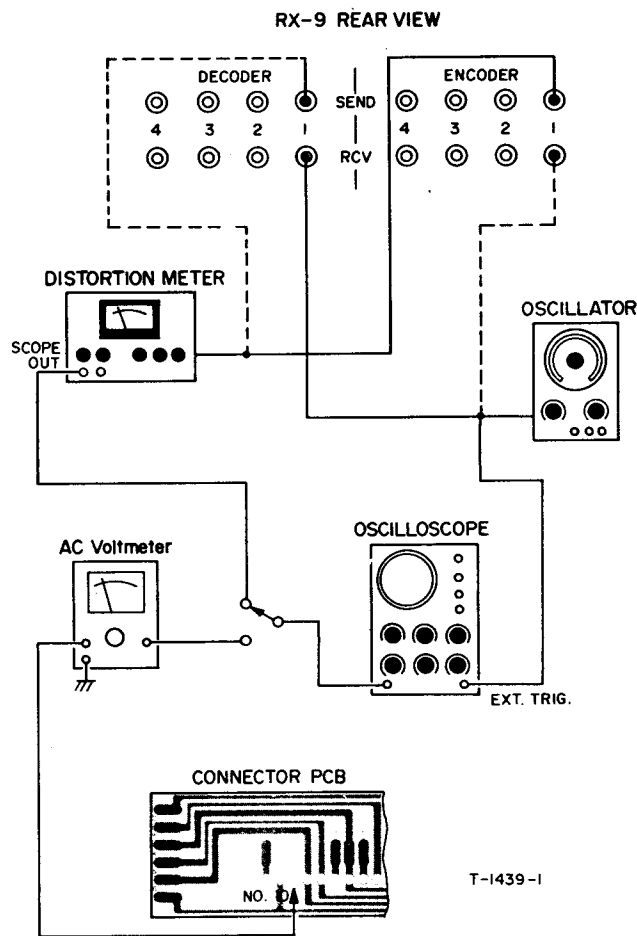 RX-9 REAR VIEW
DECODER
ENCODER
SEND
4 3 2 1
4 3 2 1
RCV
DISTORTION METER
SCOPE OUT
OSCILLATOR
AC Voltmeter
OSCILLOSCOPE
EXT. TRIG.
CONNECTOR PCB
NO.
T-1439-1